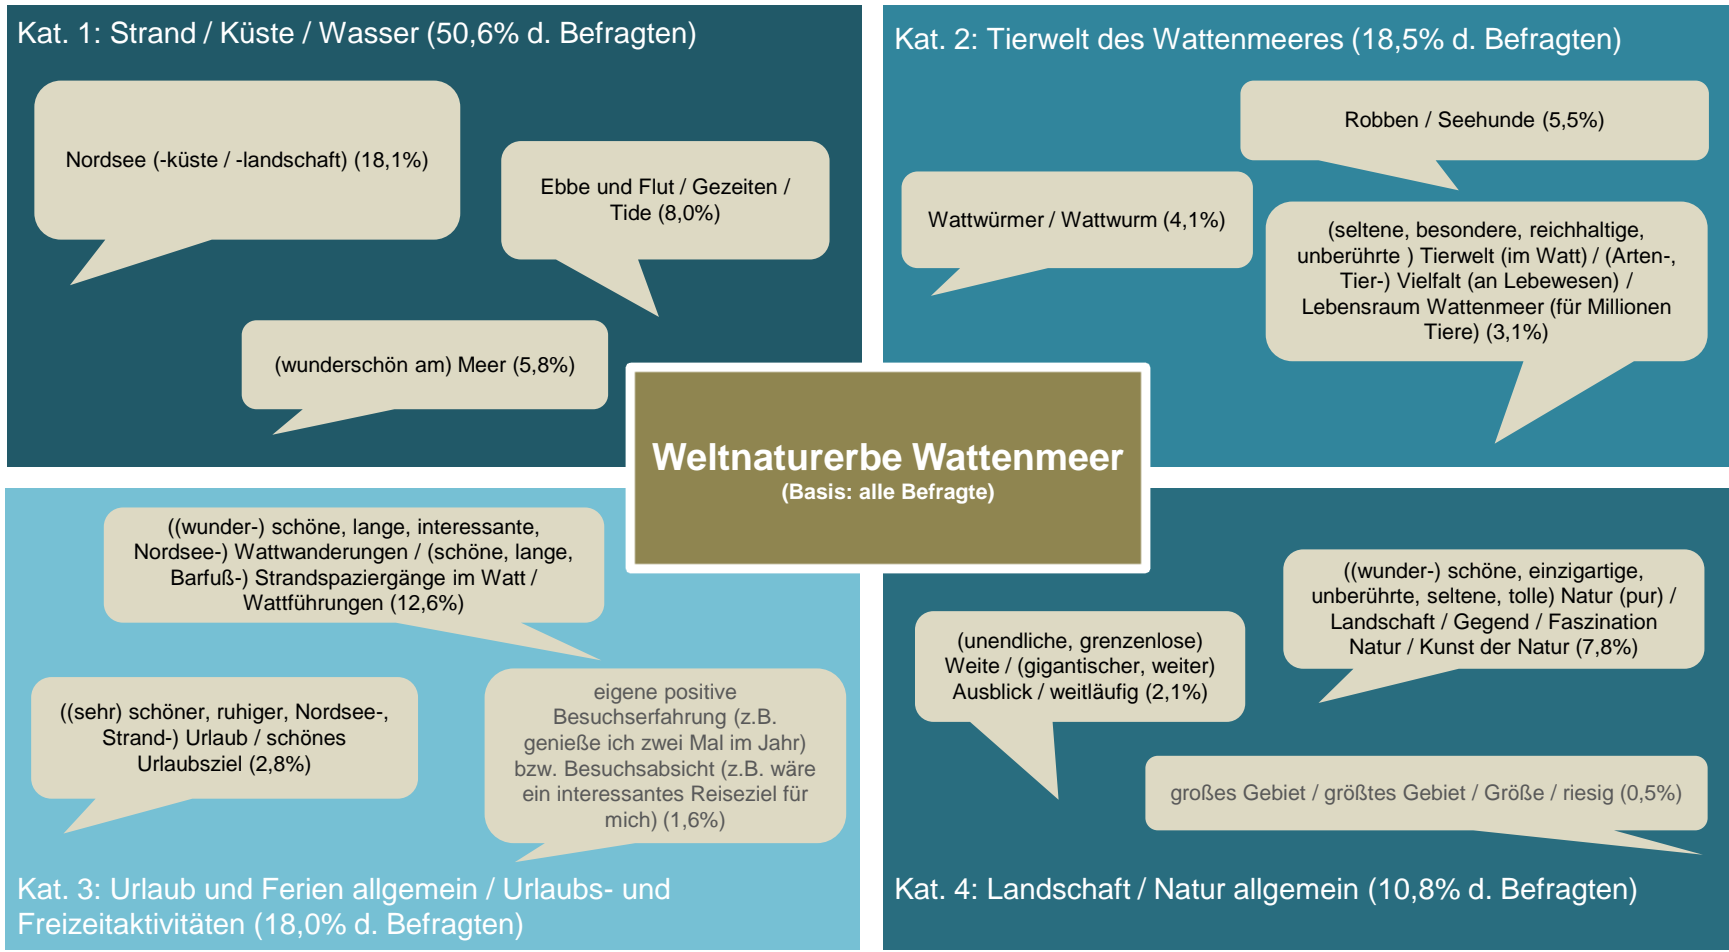 Kat. 1: Strand / Küste / Wasser (50,6% d. Befragten)
Nordsee (-küste / -landschaft) (18,1%)
Ebbe und Flut / Gezeiten /
Tide (8,0%)
(wunderschön am) Meer (5,8%)
Kat. 2: Tierwelt des Wattenmeeres (18,5% d. Befragten)
Robben / Seehunde (5,5%)
Wattwürmer / Wattwurm (4,1%)
(seltene, besondere, reichhaltige,
unberührte ) Tierwelt (im Watt) / (Arten-,
Tier-) Vielfalt (an Lebewesen) /
Lebensraum Wattenmeer (für Millionen
Tiere) (3,1%)
Weltnaturerbe Wattenmeer
(Basis: alle Befragte)
((wunder-) schöne, lange, interessante,
Nordsee-) Wattwanderungen / (schöne, lange,
Barfuß-) Strandspaziergänge im Watt /
Wattführungen (12,6%)
((sehr) schöner, ruhiger, Nordsee-,
Strand-) Urlaub / schönes
Urlaubsziel (2,8%)
eigene positive
Besuchserfahrung (z.B.
genieße ich zwei Mal im Jahr)
bzw. Besuchsabsicht (z.B. wäre
ein interessantes Reiseziel für
mich) (1,6%)
Kat. 3: Urlaub und Ferien allgemein / Urlaubs- und
Freizeitaktivitäten (18,0% d. Befragten)
((wunder-) schöne, einzigartige,
unberührte, seltene, tolle) Natur (pur) /
Landschaft / Gegend / Faszination
Natur / Kunst der Natur (7,8%)
(unendliche, grenzenlose)
Weite / (gigantischer, weiter)
Ausblick / weitläufig (2,1%)
großes Gebiet / größtes Gebiet / Größe / riesig (0,5%)
Kat. 4: Landschaft / Natur allgemein (10,8% d. Befragten)